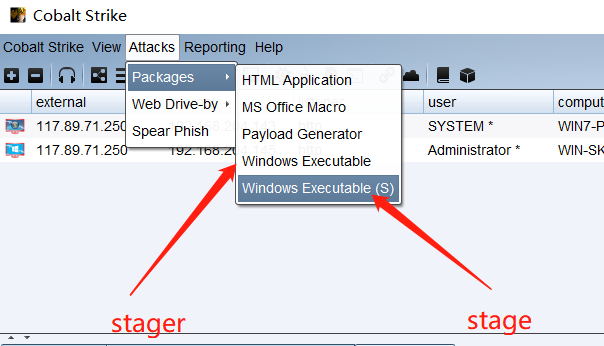 Cobalt Strike
Cobalt Strike View Attacks Reporting Help
Packages
Web Drive-by
Spear Phish
HTML Application
MS Office Macro
Payload Generator
Windows Executable
Windows Executable (S)
external user comput
117.89.71.250 SYSTEM * WIN7-P
117.89.71.250 192.168. Administrator * WIN-SK
stager stage